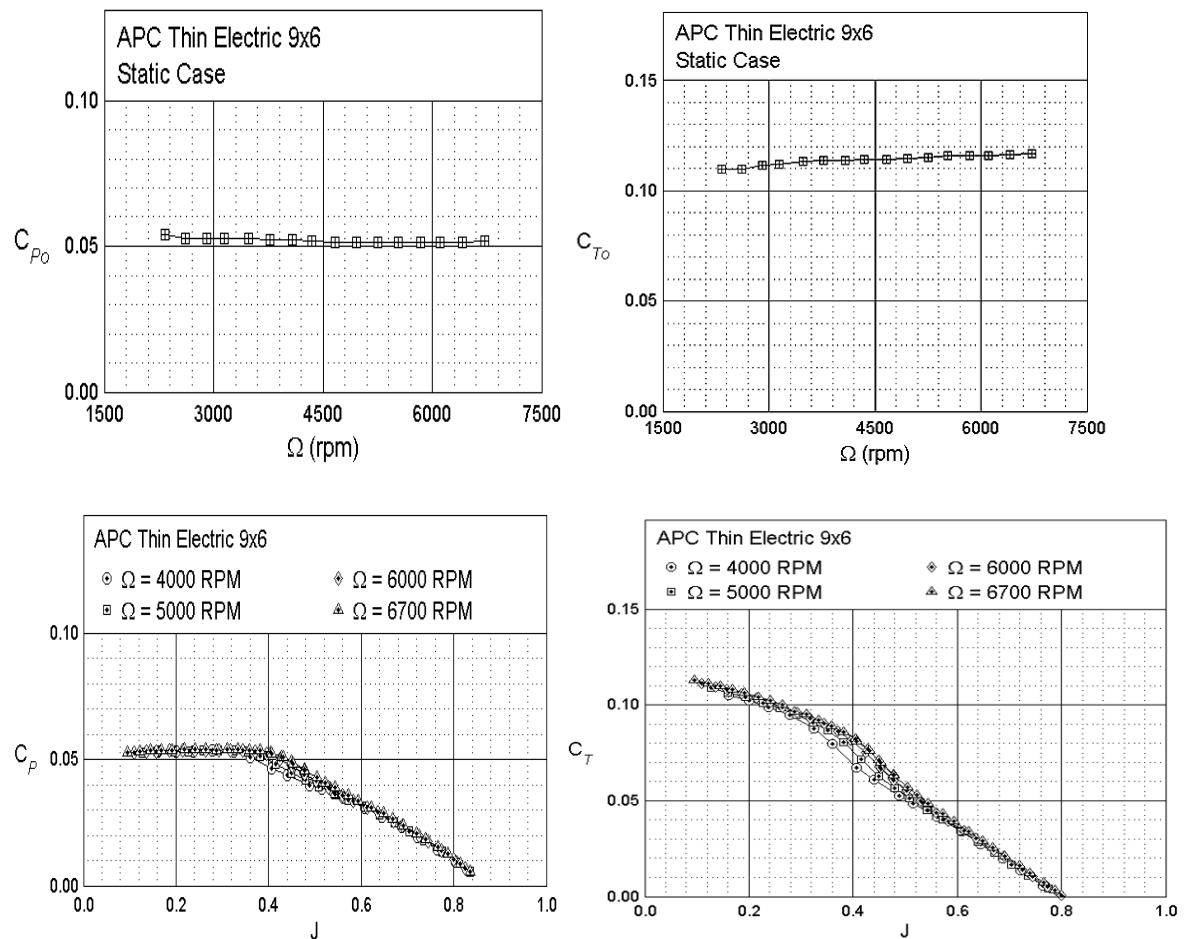 APC Thin Electric 9x6
Static Case
0.10
0.05
0.00
C_Po
1500 3000 4500 6000 7500
Ω (rpm)
APC Thin Electric 9x6
Static Case
0.15
0.10
0.05
0.00
C_To
1500 3000 4500 6000 7500
Ω (rpm)
APC Thin Electric 9x6
Ω = 4000 RPM Ω = 6000 RPM
Ω = 5000 RPM Ω = 6700 RPM
0.10
0.05
0.00
C_P
0.0 0.2 0.4 0.6 0.8 1.0
J
APC Thin Electric 9x6
Ω = 4000 RPM Ω = 6000 RPM
Ω = 5000 RPM Ω = 6700 RPM
0.15
0.10
0.05
0.00
C_T
0.0 0.2 0.4 0.6 0.8 1.0
J